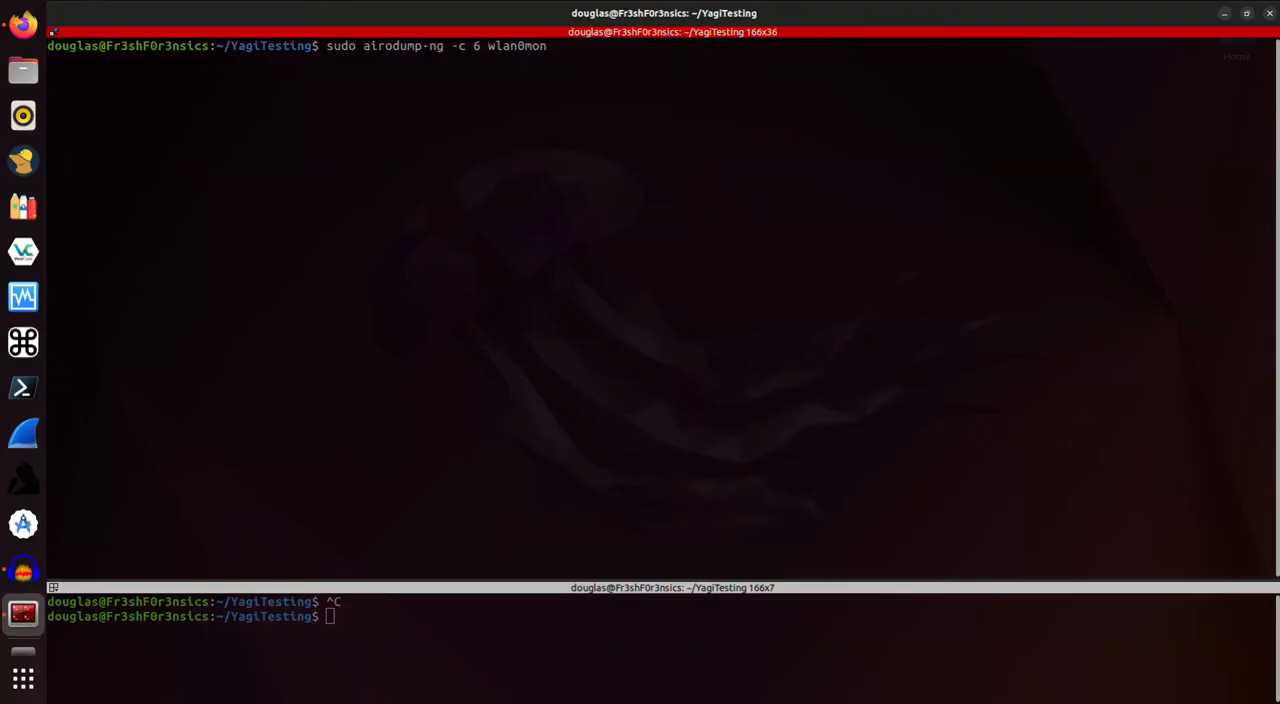 douglas@Fr3shF0r3nsics: ~/YagiTesting
douglas@Fr3shF0r3nsics: ~/YagiTesting 166x36
douglas@Fr3shF0r3nsics:~/YagiTesting$ sudo airodump-ng -c 6 wlan0mon
Home
douglas@Fr3shF0r3nsics: ~/YagiTesting 166x7
douglas@Fr3shF0r3nsics:~/YagiTesting$ ^C
douglas@Fr3shF0r3nsics:~/YagiTesting$